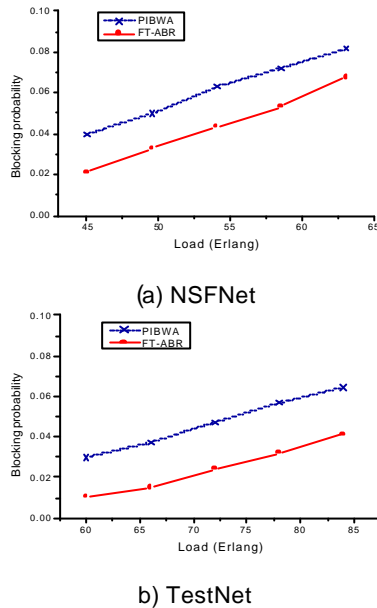 PIBWA
FT-ABR
0.10
0.08
0.06
0.04
0.02
0.00
Blocking probability
45 50 55 60 65
Load (Erlang)
(a) NSFNet
PIBWA
FT-ABR
0.10
0.08
0.06
0.04
0.02
0.00
Blocking probability
60 65 70 75 80 85
Load (Erlang)
b) TestNet